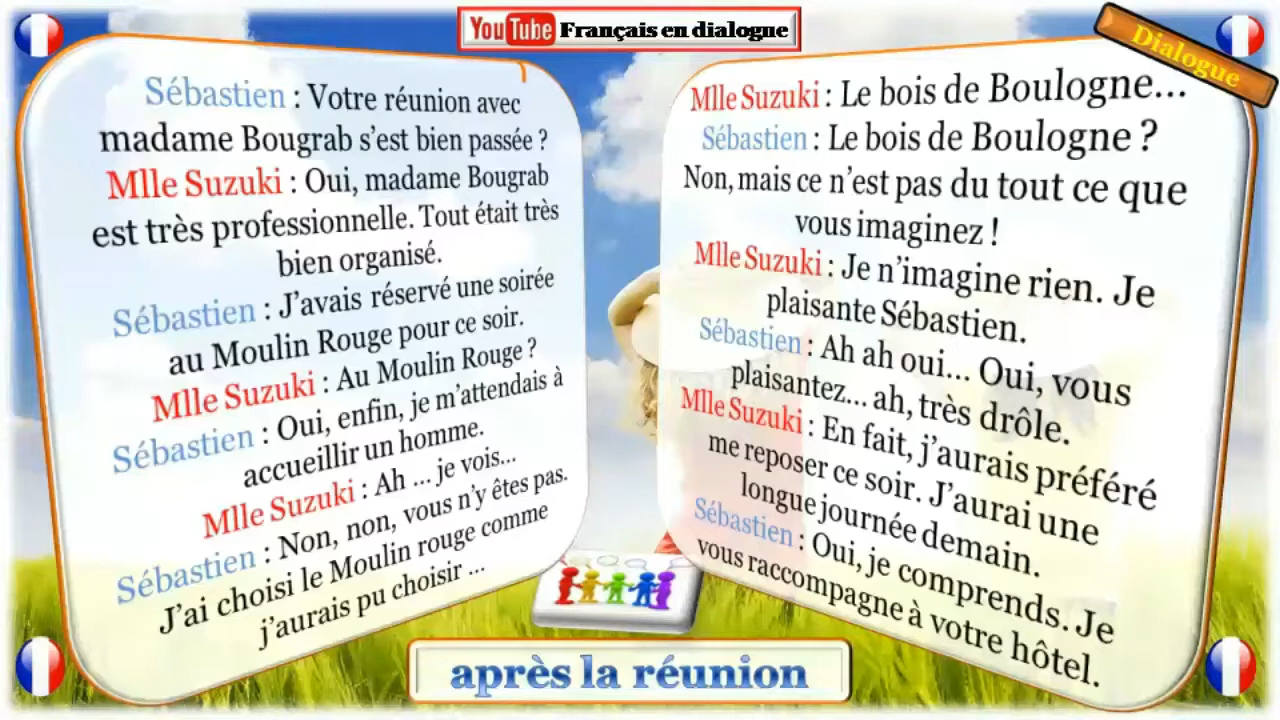 YouTube Français en dialogue
Dialogue
Sébastien : Votre réunion avec
madame Bougrab s’est bien passée ?
Mlle Suzuki : Oui, madame Bougrab
est très professionnelle. Tout était très
bien organisé.
Sébastien : J’avais réservé une soirée
au Moulin Rouge pour ce soir.
Mlle Suzuki : Au Moulin Rouge ?
Sébastien : Oui, enfin, je m’attendais à
accueillir un homme.
Mlle Suzuki : Ah ... je vois...
Sébastien : Non, non, vous n’y êtes pas.
J’ai choisi le Moulin rouge comme
j’aurais pu choisir ...
Mlle Suzuki : Le bois de Boulogne...
Sébastien : Le bois de Boulogne ?
Non, mais ce n’est pas du tout ce que
vous imaginez !
Mlle Suzuki : Je n’imagine rien. Je
plaisante Sébastien.
Sébastien : Ah ah oui... Oui, vous
plaisantez... ah, très drôle.
Mlle Suzuki : En fait, j’aurais préféré
me reposer ce soir. J’aurai une
longue journée demain.
Sébastien : Oui, je comprends. Je
vous raccompagne à votre hôtel.
après la réunion